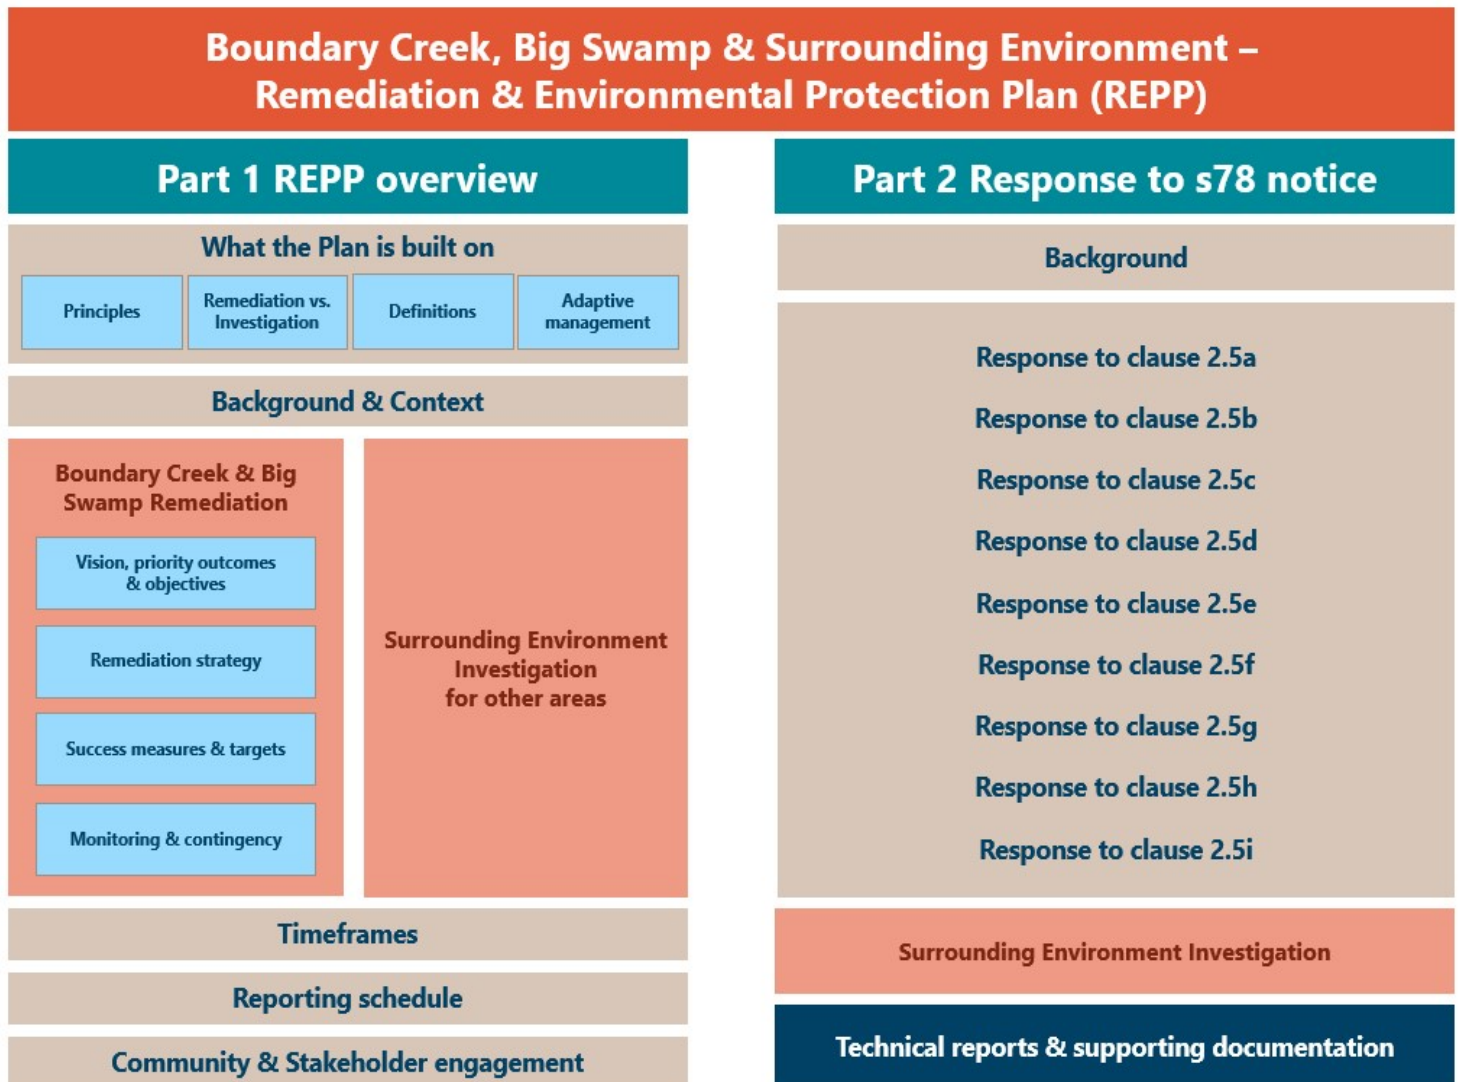 Boundary Creek, Big Swamp & Surrounding Environment –
Remediation & Environmental Protection Plan (REPP)
Part 1 REPP overview
What the Plan is built on
Principles
Remediation vs.
Investigation
Definitions
Adaptive
management
Background & Context
Boundary Creek & Big
Swamp Remediation
Vision, priority outcomes
& objectives
Remediation strategy
Success measures & targets
Monitoring & contingency
Surrounding Environment
Investigation
for other areas
Timeframes
Reporting schedule
Community & Stakeholder engagement
Part 2 Response to s78 notice
Background
Response to clause 2.5a
Response to clause 2.5b
Response to clause 2.5c
Response to clause 2.5d
Response to clause 2.5e
Response to clause 2.5f
Response to clause 2.5g
Response to clause 2.5h
Response to clause 2.5i
Surrounding Environment Investigation
Technical reports & supporting documentation